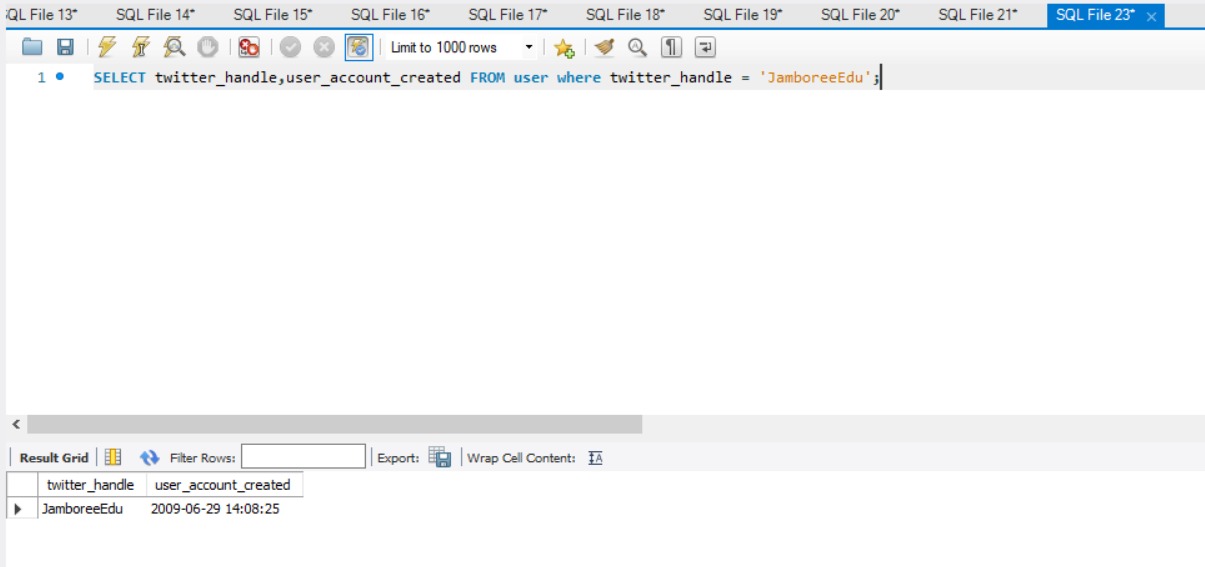 QL File 13* SQL File 14* SQL File 15* SQL File 16* SQL File 17* SQL File 18* SQL File 19* SQL File 20* SQL File 21* SQL File 23*
Limit to 1000 rows
1 SELECT twitter_handle,user_account_created FROM user where twitter_handle = 'JamboreeEdu';
Result Grid Filter Rows: Export: Wrap Cell Content:
twitter_handle user_account_created
JamboreeEdu 2009-06-29 14:08:25